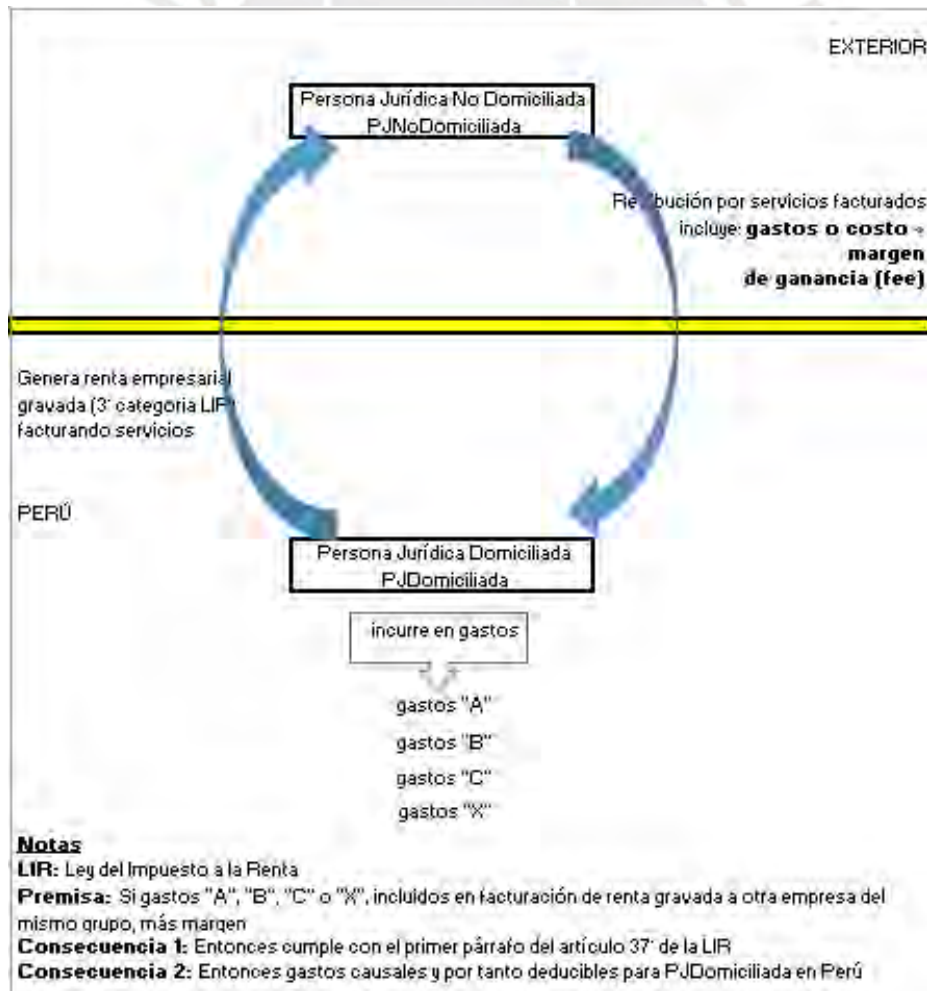 EXTERIOR
Persona Jurídica No Domiciliada
PJNoDomiciliada
Retribución por servicios facturados
incluye: gastos o costo +
margen
de ganancia (fee)
Genera renta empresarial
gravada (3° categoria LIR)
facturando servicios
PERÚ
Persona Jurídica Domiciliada
PJDomiciliada
incurre en gastos
gastos "A"
gastos "B"
gastos "C"
gastos "X"
Notas
LIR: Ley del Impuesto a la Renta
Premisa: Si gastos "A", "B", "C" o "X", incluidos en facturación de renta gravada a otra empresa del
mismo grupo, más margen
Consecuencia 1: Entonces cumple con el primer párrafo del artículo 37° de la LIR
Consecuencia 2: Entonces gastos causales y por tanto deducibles para PJDomiciliada en Perú